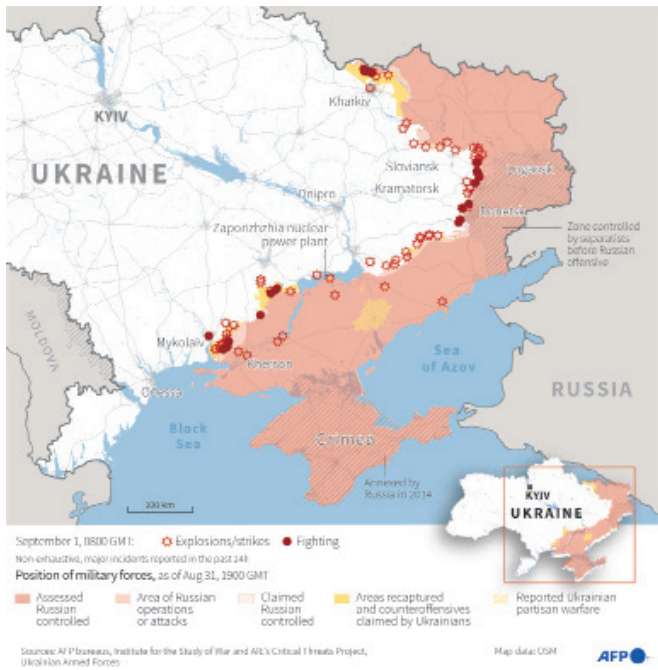 Kharkiv
KYIV
UKRAINE
Sloviansk
Lugansk
Kramatorsk
Dnipro
Donetsk
Zaporizhzhia nuclear
power plant
Zone controlled
by separatists
before Russian
offensive
MOLDOVA
Mykolaiv
Kherson
Sea
of Azov
RUSSIA
Odessa
Black
Sea
Crimea
Annexed by
Russia in 2014
100 km
KYIV
UKRAINE
September 1, 0800 GMT: Explosions/strikes Fighting
Non-exhaustive, major incidents reported in the past 24h
Position of military forces, as of Aug 31, 1900 GMT
Assessed
Russian
controlled
Area of Russian
operations
or attacks
Claimed
Russian
controlled
Areas recaptured
and counteroffensives
claimed by Ukrainians
Reported Ukrainian
partisan warfare
Sources: AFP bureaus, Institute for the Study of War and AIE's Critical Threats Project,
Ukrainian Armed Forces
Map data: OSM
AFP